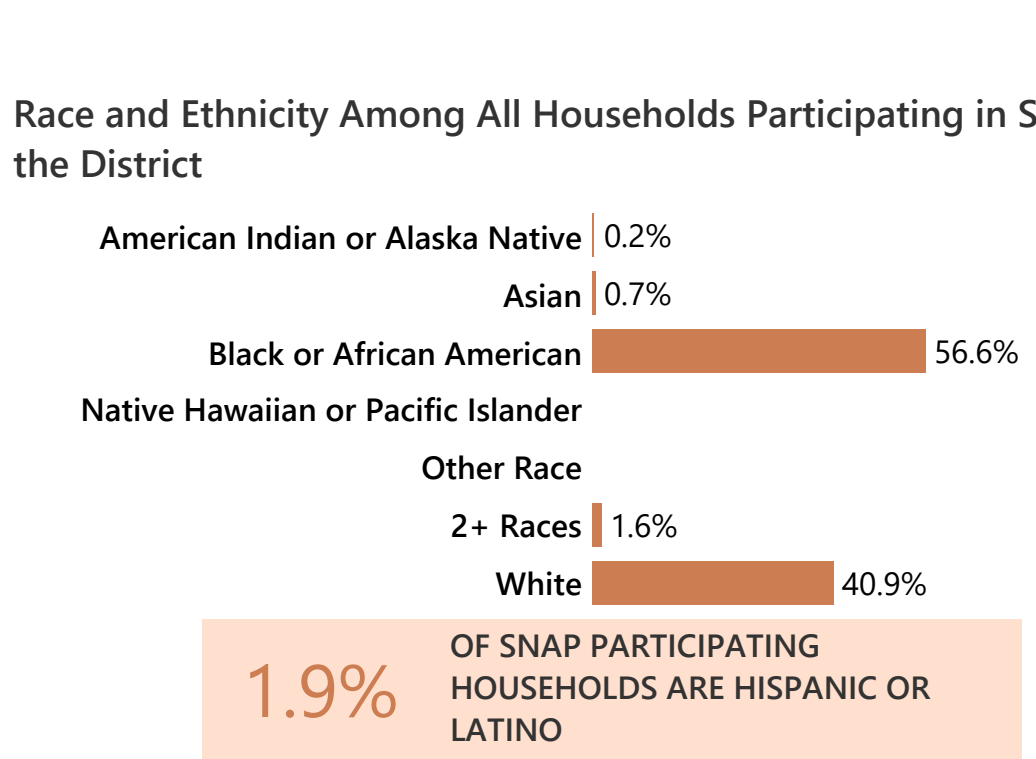 Race and Ethnicity Among All Households Participating in
the District
American Indian or Alaska Native 0.2%
Asian 0.7%
Black or African American 56.6%
Native Hawaiian or Pacific Islander
Other Race
2+ Races 1.6%
White 40.9%
1.9%
OF SNAP PARTICIPATING
HOUSEHOLDS ARE HISPANIC OR
LATINO